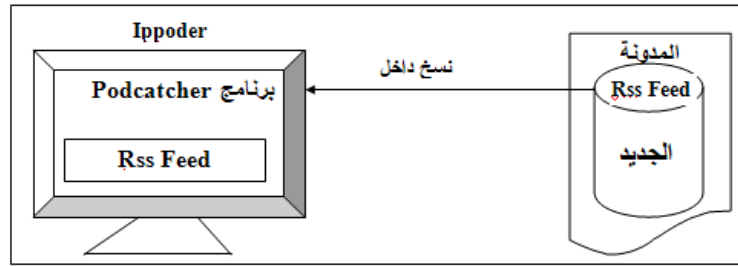 Ippoder
برنامج Podcatcher
Rss Feed
نسخ داخل
المدونة
Rss Feed
الجديد